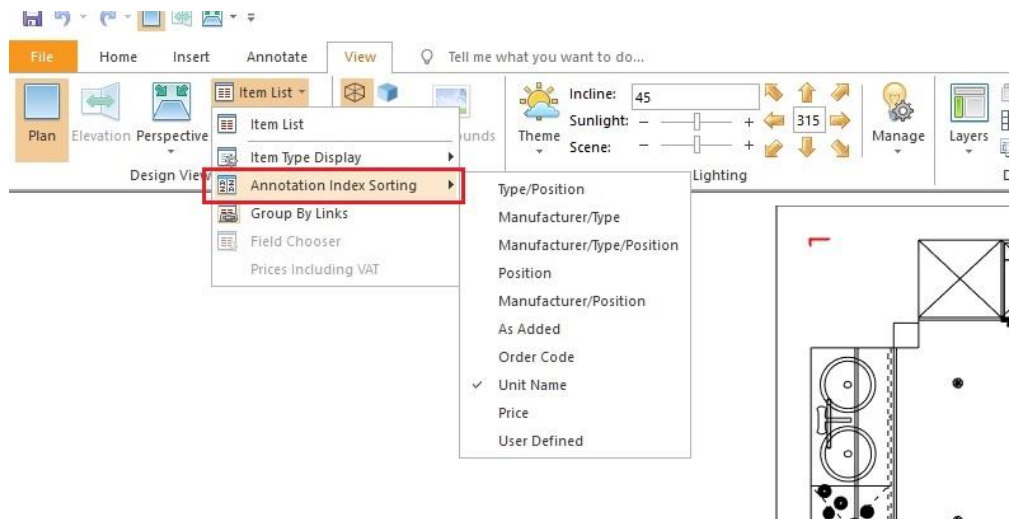 File Home Insert Annotate View Tell me what you want to do...
Item List
Plan Elevation Perspective
Item List
Item Type Display
Annotation Index Sorting
Group By Links
Field Chooser
Prices Including VAT
Design View
Theme
Incline: 45
Sunlight: - +
Scene: - +
315
Manage
Layers
Lighting
Type/Position
Manufacturer/Type
Manufacturer/Type/Position
Position
Manufacturer/Position
As Added
Order Code
Unit Name
Price
User Defined